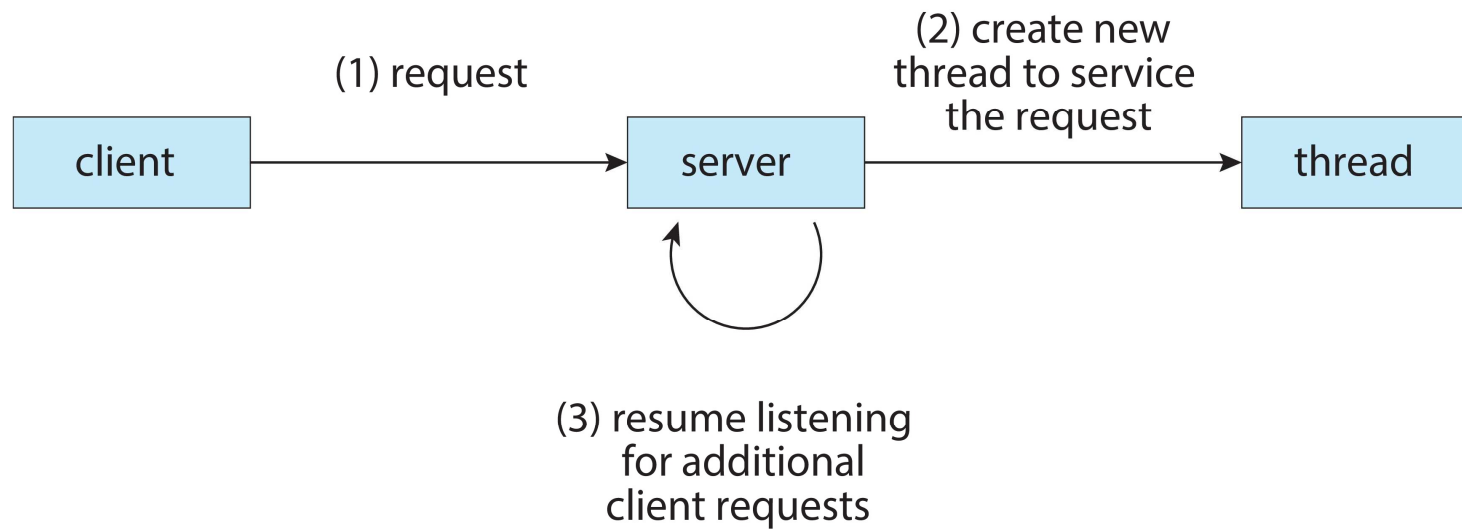 (1) request
(2) create new
thread to service
the request
client
server
thread
(3) resume listening
for additional
client requests